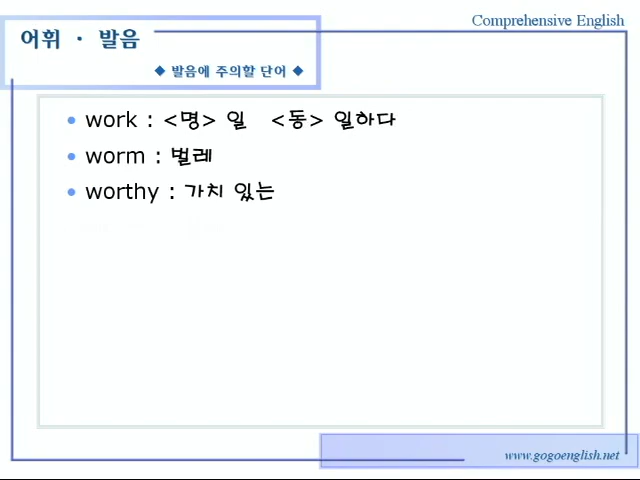 Comprehensive English
어휘 · 발음
◆ 발음에 주의할 단어 ◆
• work : <명> 일 <동> 일하다
• worm : 벌레
• worthy : 가치 있는
www.gogoenglish.net